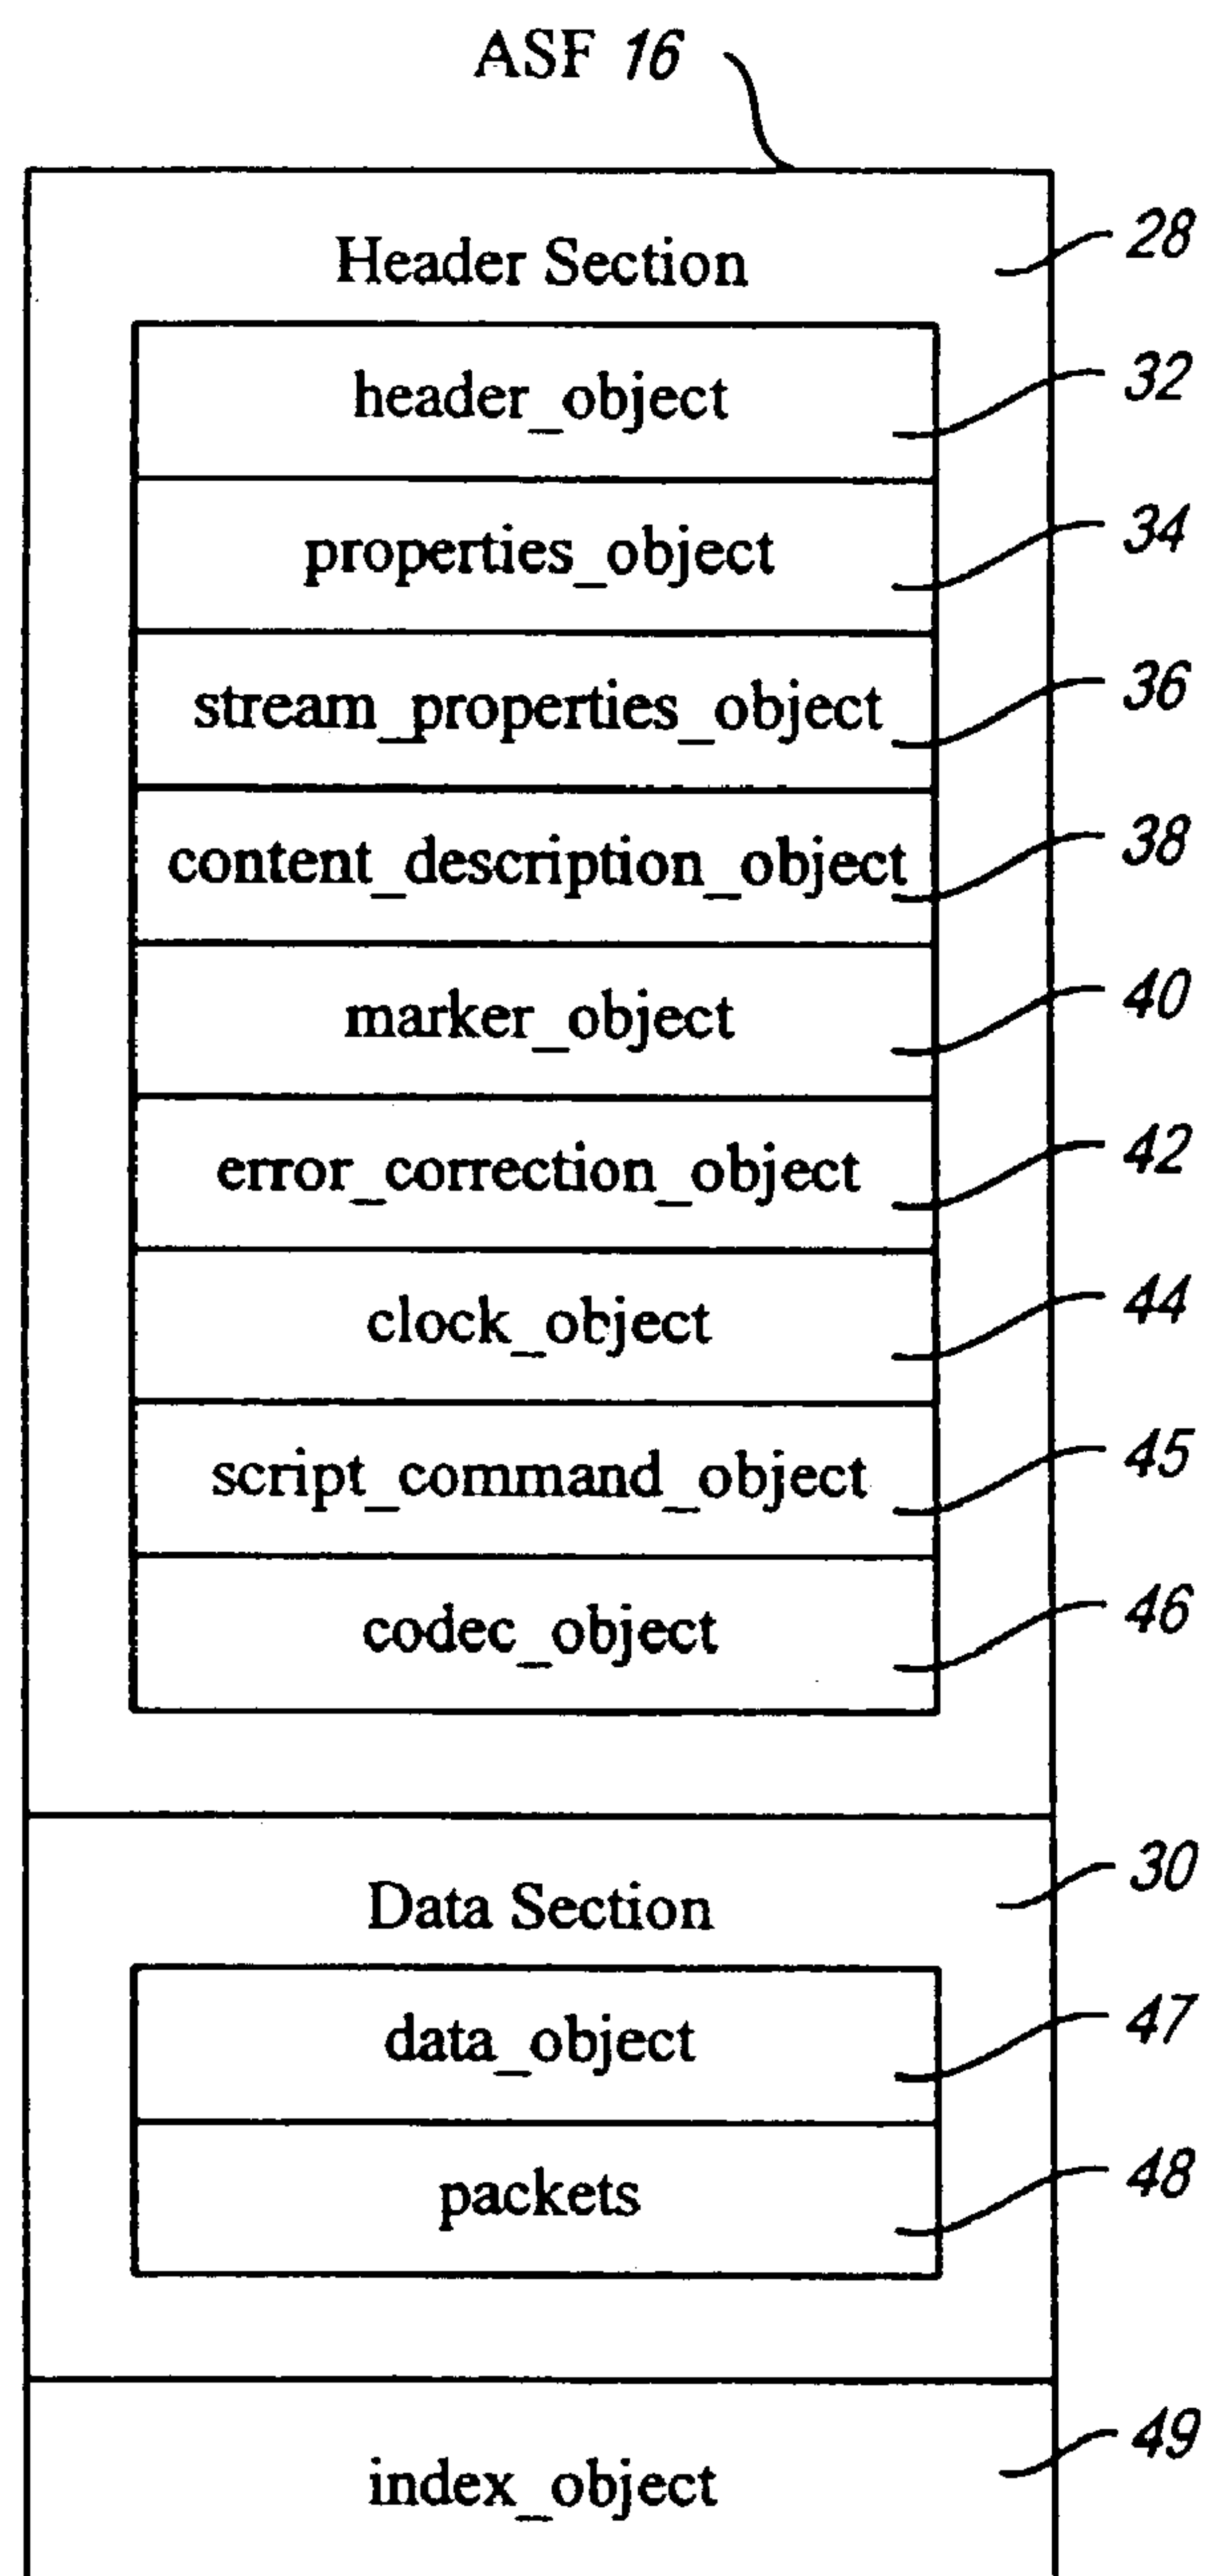 ASF 16
Header Section 28
header_object 32
properties_object 34
stream_properties_object 36
content_description_object 38
marker_object 40
error_correction_object 42
clock_object 44
script_command_object 45
codec_object 46
Data Section 30
data_object 47
packets 48
index_object 49